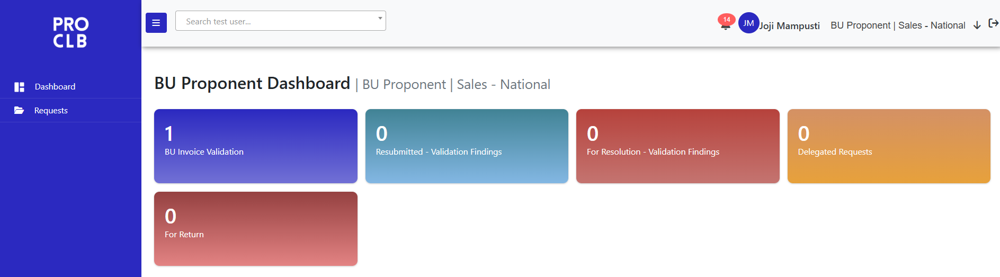 PRO
CLB
Search test user...
14
JM
Joji Mampusti
BU Proponent | Sales - National
Dashboard
Requests
BU Proponent Dashboard | BU Proponent | Sales - National
1
BU Invoice Validation
0
Resubmitted - Validation Findings
0
For Resolution - Validation Findings
0
Delegated Requests
0
For Return